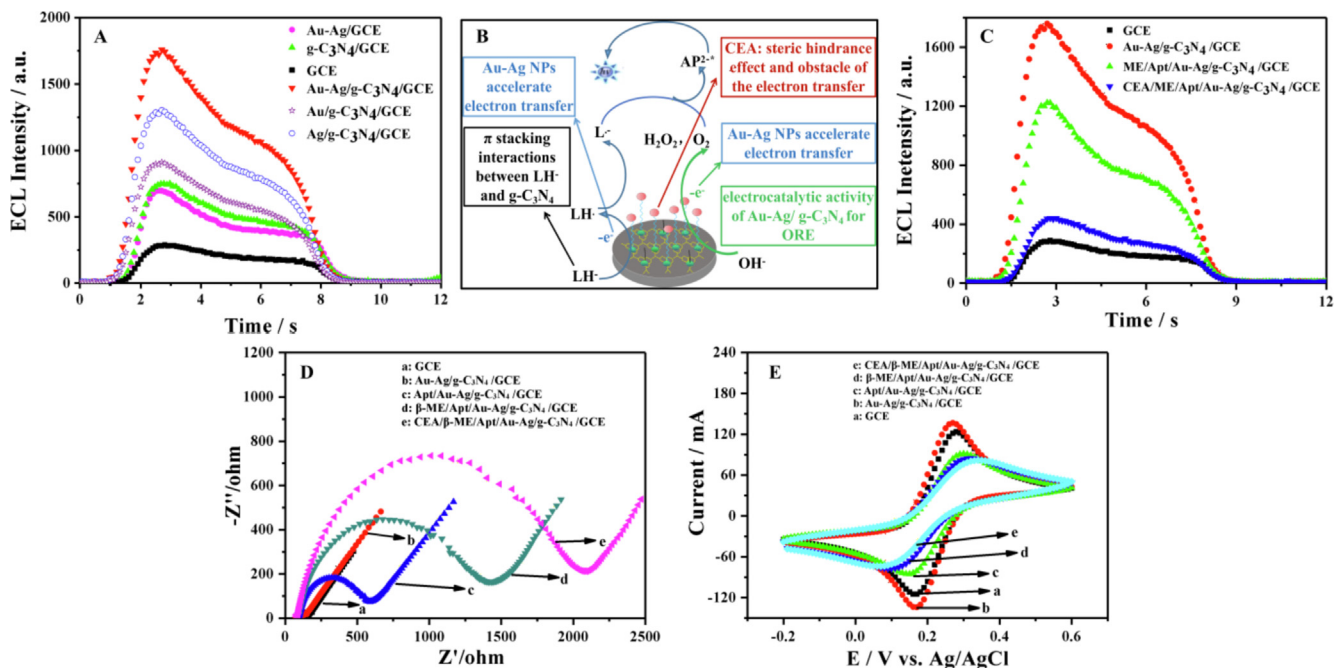 A
ECL Intensity / a.u.
2000
1750
1500
1250
1000
750
500
250
0
0 2 4 6 8 10 12
Time / s
Au-Ag/GCE
g-C3N4/GCE
GCE
Au-Ag/g-C3N4/GCE
Au/g-C3N4/GCE
Ag/g-C3N4/GCE
B
Au-Ag NPs
accelerate
electron transfer
π stacking
interactions
between LH-
and g-C3N4
AP2-*
CEA: steric hindrance
effect and obstacle of
the electron transfer
L·-
H2O2, O2
Au-Ag NPs accelerate
electron transfer
-e-
electrocatalytic activity
of Au-Ag/ g-C3N4 for
ORE
LH·
-e-
LH-
OH-
C
ECL Inetensity / a.u.
1600
1200
800
400
0
0 3 6 9 12
Time / s
GCE
Au-Ag/g-C3N4 /GCE
ME/Apt/Au-Ag/g-C3N4 /GCE
CEA/ME/Apt/Au-Ag/g-C3N4 /GCE
D
-Z''/ohm
1200
1000
800
600
400
200
0
0 500 1000 1500 2000 2500
Z'/ohm
a: GCE
b: Au-Ag/g-C3N4 /GCE
c: Apt/Au-Ag/g-C3N4 /GCE
d: β-ME/Apt/Au-Ag/g-C3N4 /GCE
e: CEA/β-ME/Apt/Au-Ag/g-C3N4 /GCE
b
e
d
c
a
E
Current / mA
240
180
120
60
0
-60
-120
-0.2 0.0 0.2 0.4 0.6
E / V vs. Ag/AgCl
e: CEA/β-ME/Apt/Au-Ag/g-C3N4 /GCE
d: β-ME/Apt/Au-Ag/g-C3N4 /GCE
c: Apt/Au-Ag/g-C3N4 /GCE
b: Au-Ag/g-C3N4 /GCE
a: GCE
e
d
c
a
b